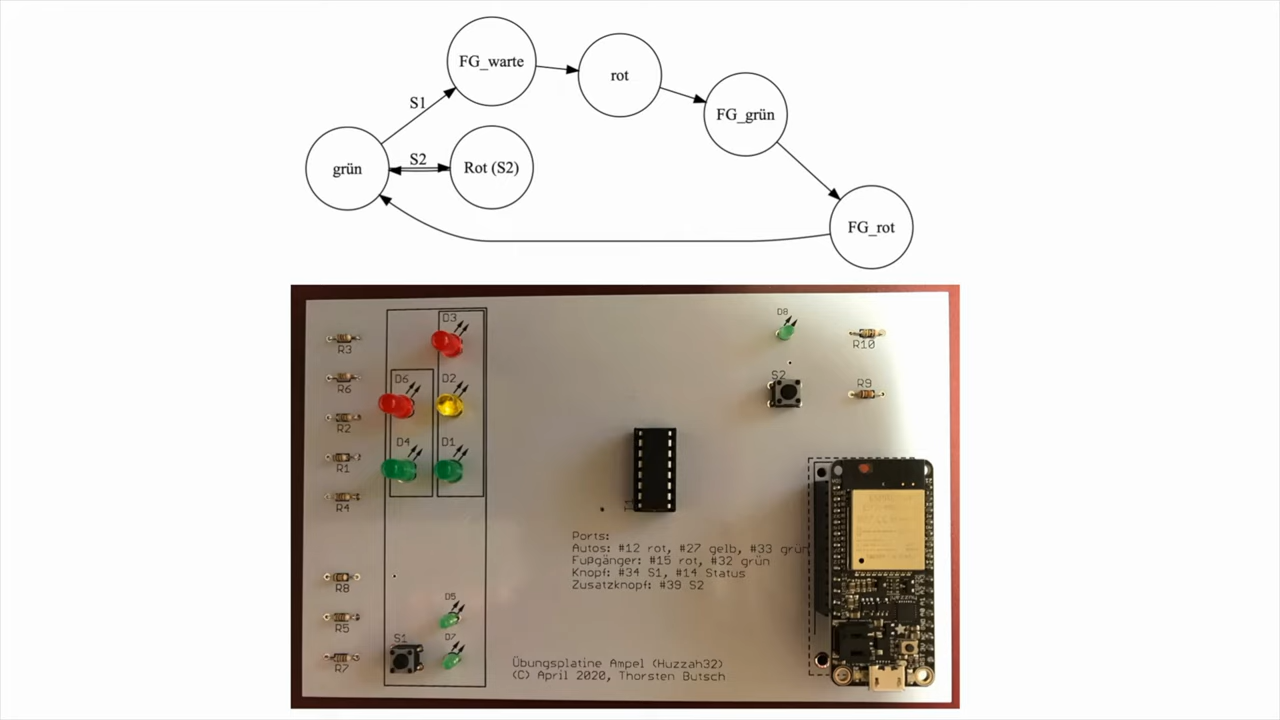 FG_warte
rot
S1
FG_grün
grün
S2
Rot (S2)
FG_rot
D3
D8
R3
R10
R6
D6
D2
S2
R9
R2
D4
D1
R1
R4
Ports:
Autos: #12 rot, #27 gelb, #33 grün
Fußgänger: #15 rot, #32 grün
Knopf: #34 S1, #14 Status
Zusatzknopf: #39 S2
R8
D5
R5
S1
D7
R7
Übungsplatine Ampel (Huzzah32)
(C) April 2020, Thorsten Butsch